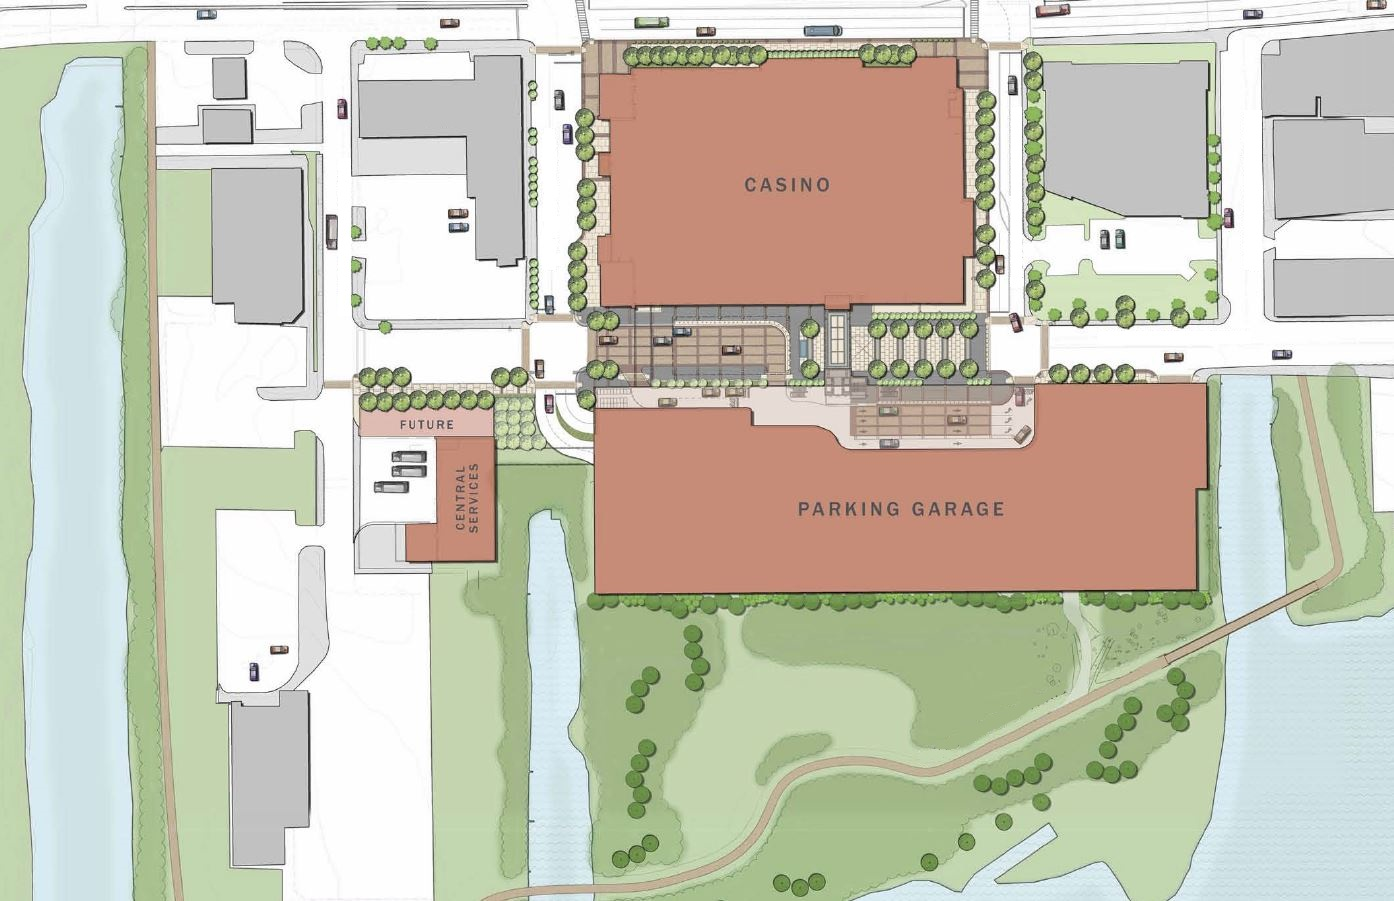 CASINO
FUTURE
CENTRAL
SERVICES
PARKING GARAGE